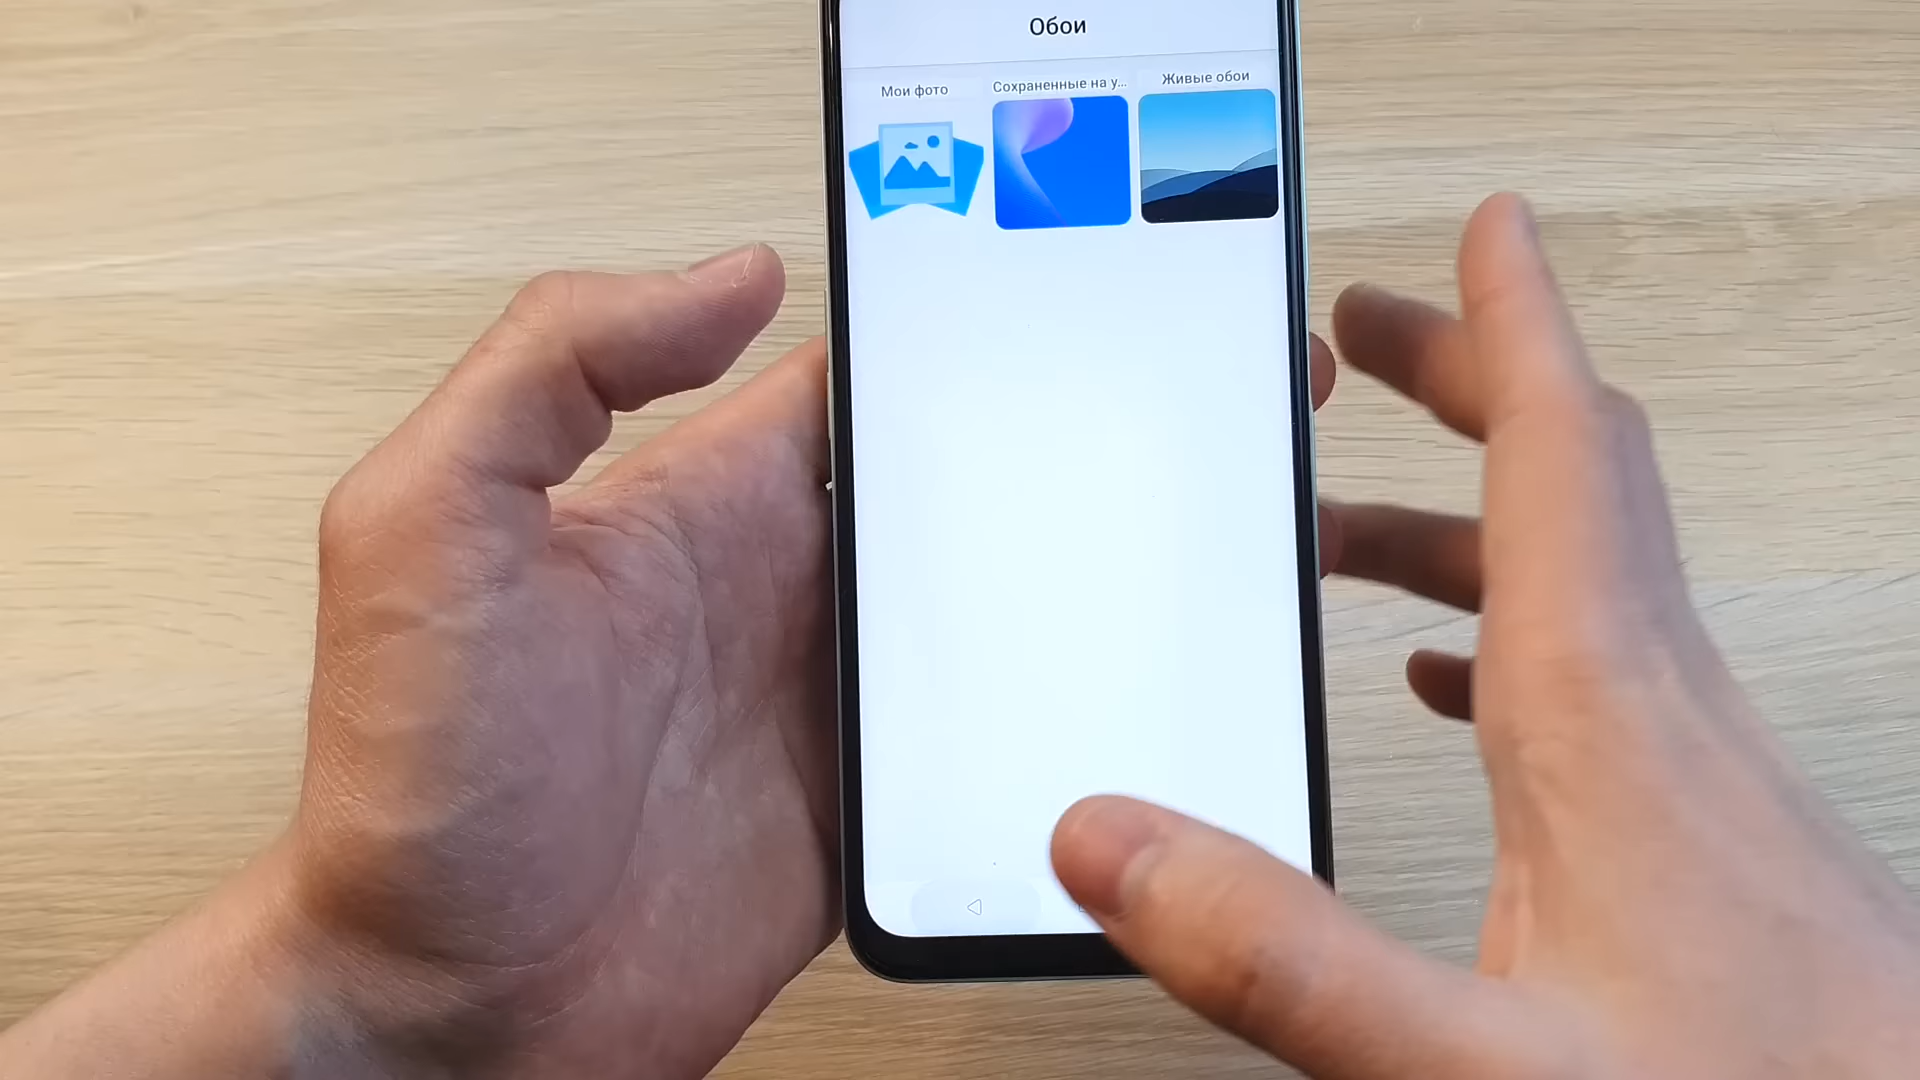 Обои
Мои фото
Сохраненные на у...
Живые обои